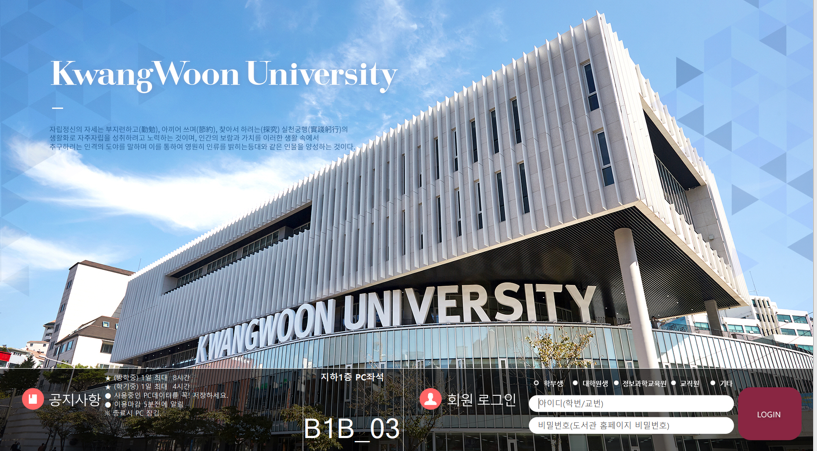 KwangWoon University
자립정신의 자세는 부지런하고(勤勉), 아끼어 쓰며(節約), 찾아서 하려는(探究) 실천궁행(實踐躬行)의
생활화로 자주자립을 성취하려고 노력하는 것이며, 인간의 보람과 가치를 이러한 생활 속에서
추구하려는 인격의 도야를 말하며 이를 통하여 영원히 인류를 밝히는등대와 같은 인물을 양성하는 것이다.
KWANGWOON UNIVERSITY
공지사항
★ (방학중) 1일 최대 8시간
★ (학기중) 1일 최대 4시간
● 사용중인 PC데이터를 꼭! 저장하세요.
● 이용마감 5분전에 알림
※ 종료시 PC 잠김
지하1층 PC좌석
B1B_03
회원 로그인
학부생 대학원생 정보과학교육원 교직원 기타
아이디(학번/교번)
비밀번호(도서관 홈페이지 비밀번호)
LOGIN